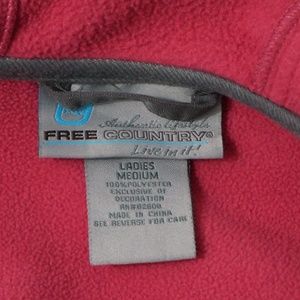 Authentic lifestyle
FREE COUNTRY®
Live in it!
LADIES
MEDIUM
100% POLYESTER
EXCLUSIVE OF
DECORATION
RN#82600
MADE IN CHINA
SEE REVERSE FOR CARE